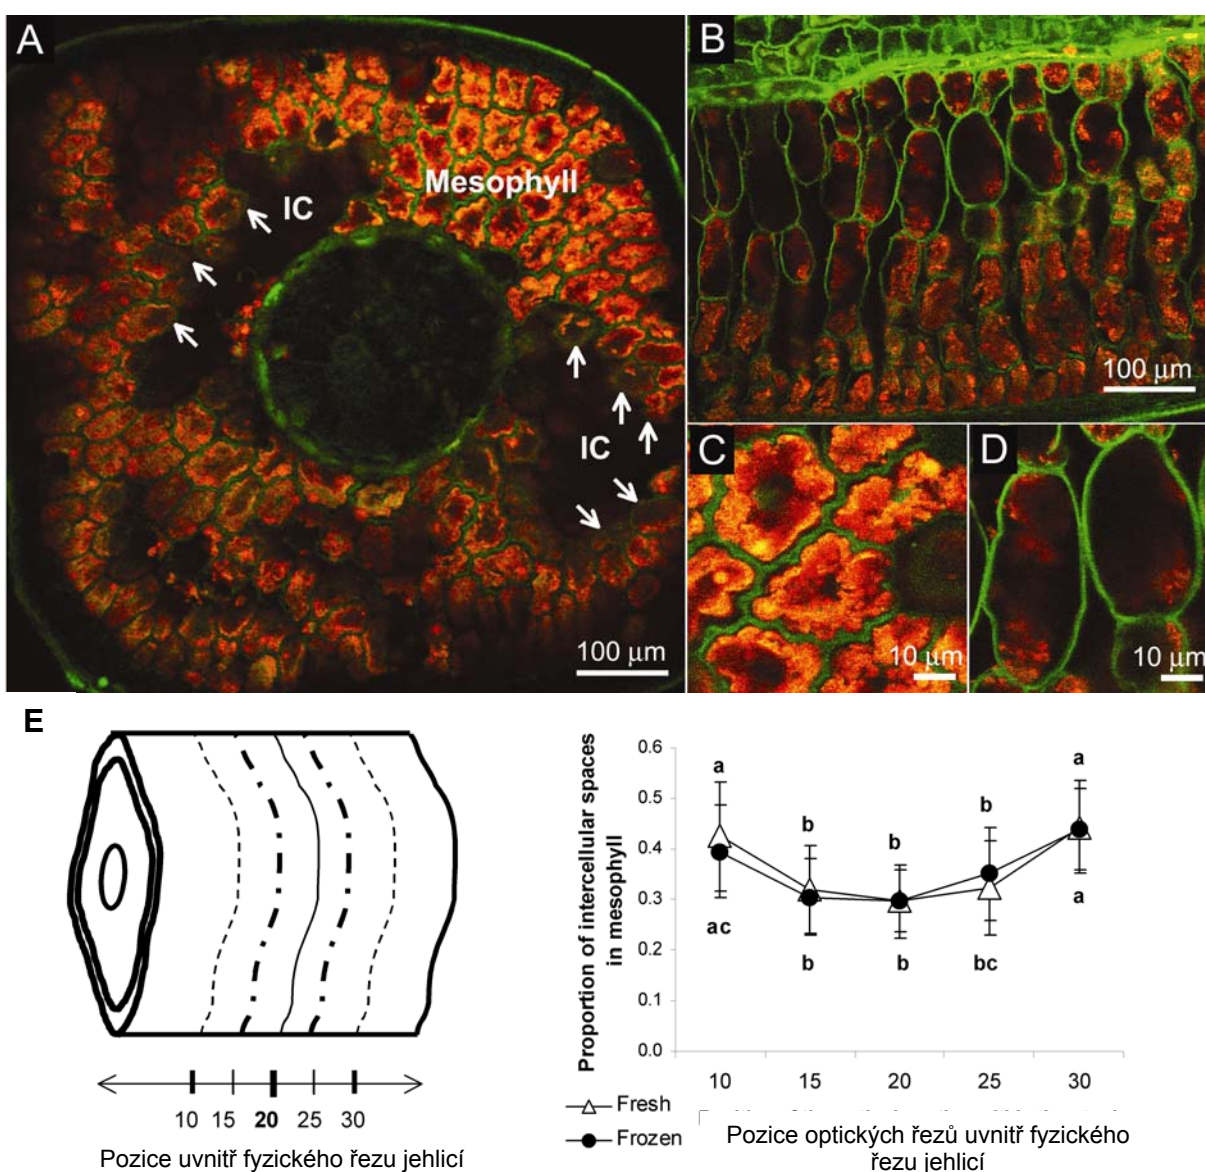 A
Mesophyll
IC
IC
100 µm
B
100 µm
C
10 µm
D
10 µm
E
10 15 20 25 30
Pozice uvnitř fyzického řezu jehlicí
Proportion of intercellular spaces
in mesophyll
0.6
0.5
0.4
0.3
0.2
0.1
0.0
a
b
b
b
a
ac
b
b
bc
a
10 15 20 25 30
Fresh
Frozen
Pozice optických řezů uvnitř fyzického
řezu jehlicí